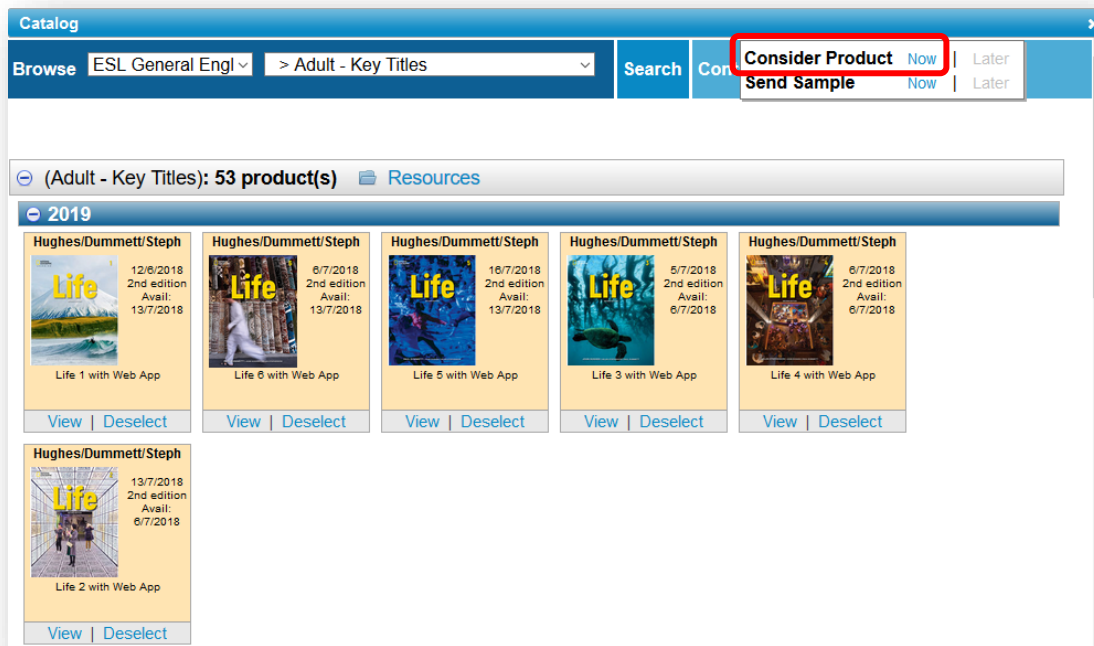 Catalog
Browse ESL General Engl > Adult - Key Titles Search Con
Consider Product Now | Later
Send Sample Now | Later
(Adult - Key Titles): 53 product(s) Resources
2019
Hughes/Dummett/Steph
12/6/2018
2nd edition
Avail:
13/7/2018
Life 1
Life 1 with Web App
View | Deselect
Hughes/Dummett/Steph
6/7/2018
2nd edition
Avail:
13/7/2018
Life
Life 6 with Web App
View | Deselect
Hughes/Dummett/Steph
16/7/2018
2nd edition
Avail:
13/7/2018
Life
Life 5 with Web App
View | Deselect
Hughes/Dummett/Steph
5/7/2018
2nd edition
Avail:
6/7/2018
Life 3
Life 3 with Web App
View | Deselect
Hughes/Dummett/Steph
6/7/2018
2nd edition
Avail:
6/7/2018
Life
Life 4 with Web App
View | Deselect
Hughes/Dummett/Steph
13/7/2018
2nd edition
Avail:
6/7/2018
Life 2
Life 2 with Web App
View | Deselect